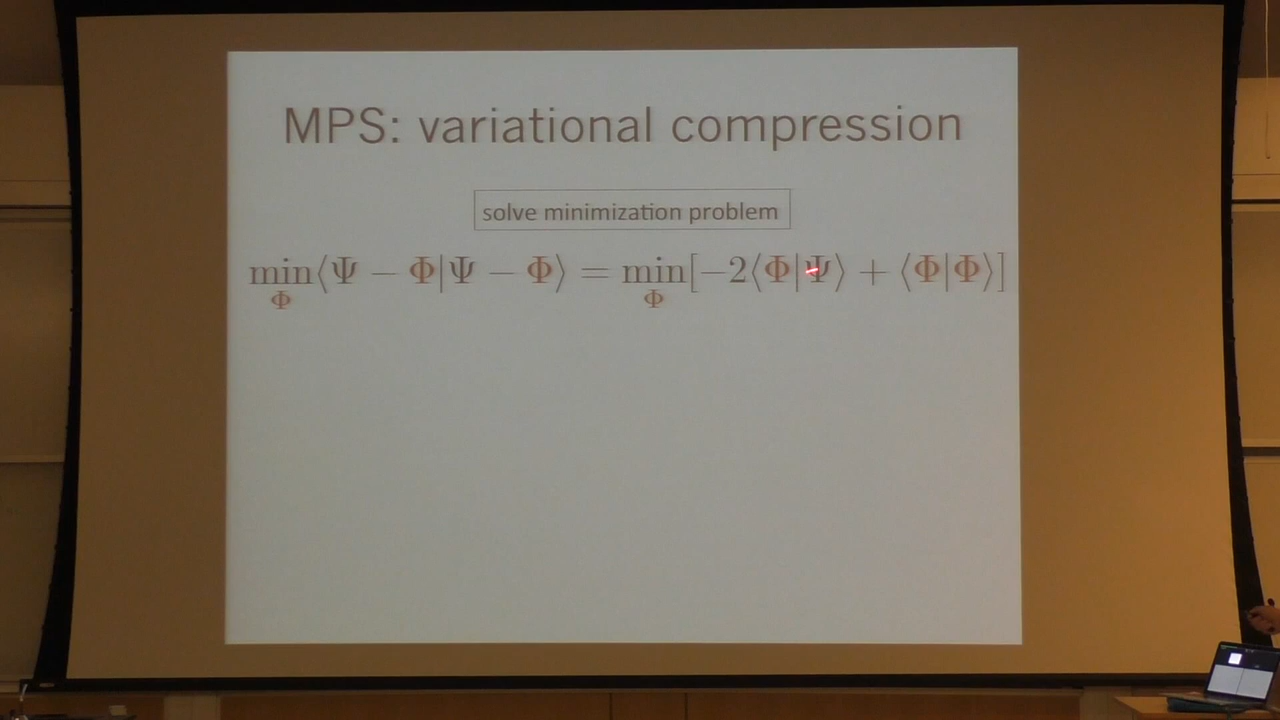 MPS: variational compression
solve minimization problem
min⟨Ψ − Φ|Ψ − Φ⟩ = min[−2⟨Φ|Ψ⟩ + ⟨Φ|Φ⟩]
Φ Φ